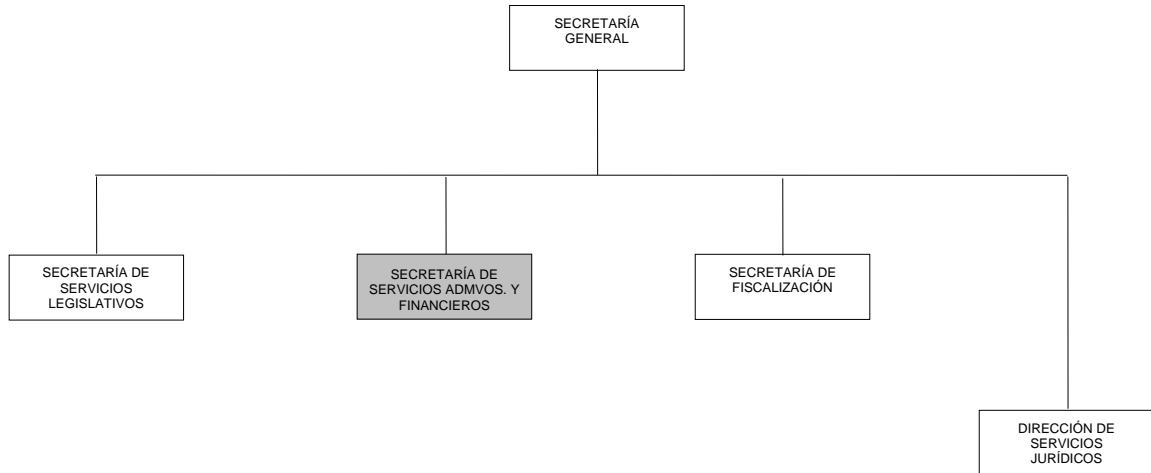 SECRETARÍA
GENERAL
SECRETARÍA DE
SERVICIOS
LEGISLATIVOS
SECRETARÍA DE
SERVICIOS ADMVOS. Y
FINANCIEROS
SECRETARÍA DE
FISCALIZACIÓN
DIRECCIÓN DE
SERVICIOS
JURÍDICOS